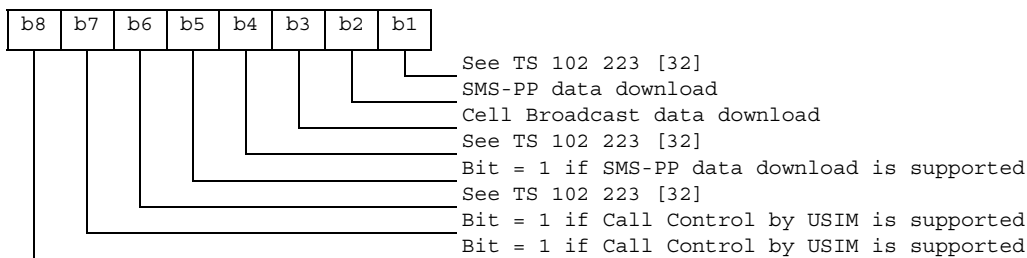 b8 b7 b6 b5 b4 b3 b2 b1
See TS 102 223 [32]
SMS-PP data download
Cell Broadcast data download
See TS 102 223 [32]
Bit = 1 if SMS-PP data download is supported
See TS 102 223 [32]
Bit = 1 if Call Control by USIM is supported
Bit = 1 if Call Control by USIM is supported